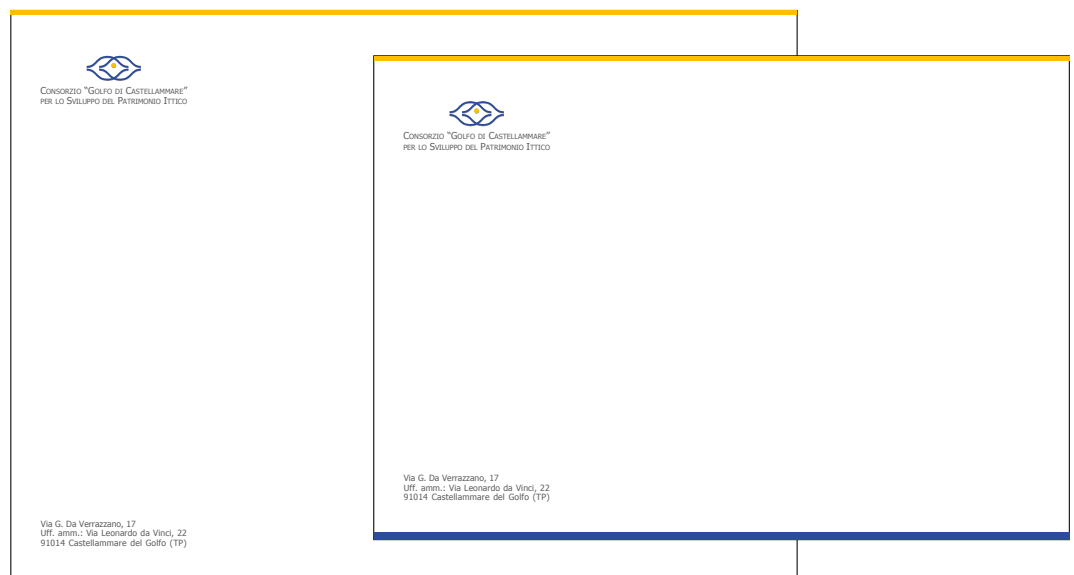 Consorzio “Golfo di Castellammare”
per lo Sviluppo del Patrimonio Ittico
Via G. Da Verrazzano, 17
Uff. amm.: Via Leonardo da Vinci, 22
91014 Castellammare del Golfo (TP)
Consorzio “Golfo di Castellammare”
per lo Sviluppo del Patrimonio Ittico
Via G. Da Verrazzano, 17
Uff. amm.: Via Leonardo da Vinci, 22
91014 Castellammare del Golfo (TP)